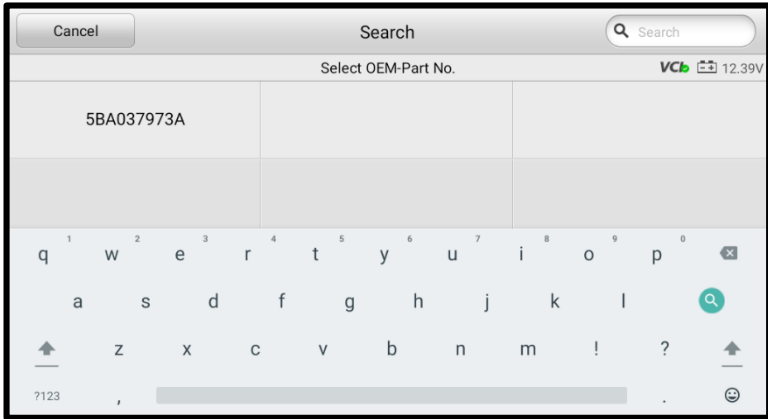 Cancel Search Search
Select OEM-Part No. VCI 12.39V
5BA037973A
q 1 w 2 e 3 r 4 t 5 y 6 u 7 i 8 o 9 p 0
a s d f g h j k l
z x c v b n m ! ?
?123 , .